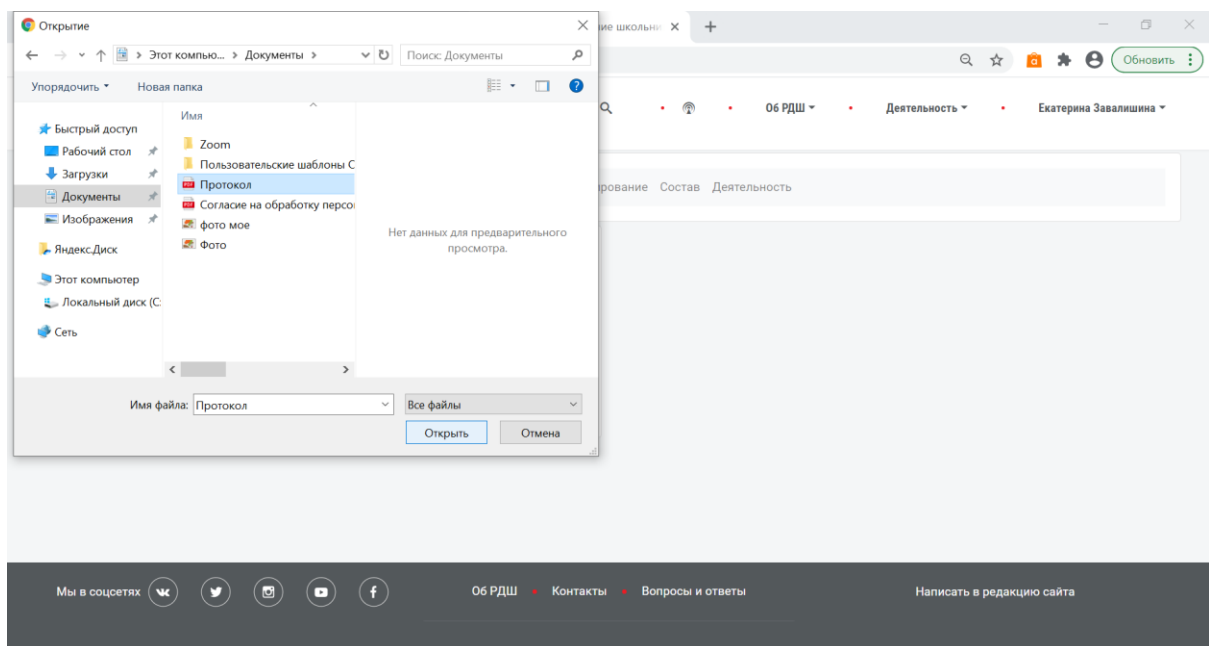 Открытие
ие школьни
Этот компью... > Документы >
Поиск: Документы
Обновить
Упорядочить
Новая папка
Об РДШ
Деятельность
Екатерина Завалишина
Имя
Быстрый доступ
Рабочий стол
Загрузки
Документы
Изображения
Яндекс.Диск
Этот компьютер
Локальный диск (C:
Сеть
Zoom
Пользовательские шаблоны С
Протокол
Согласие на обработку персо
фото мое
Фото
Нет данных для предварительного
просмотра.
рование Состав Деятельность
Имя файла: Протокол
Все файлы
Открыть
Отмена
Мы в соцсетях
Об РДШ
Контакты
Вопросы и ответы
Написать в редакцию сайта